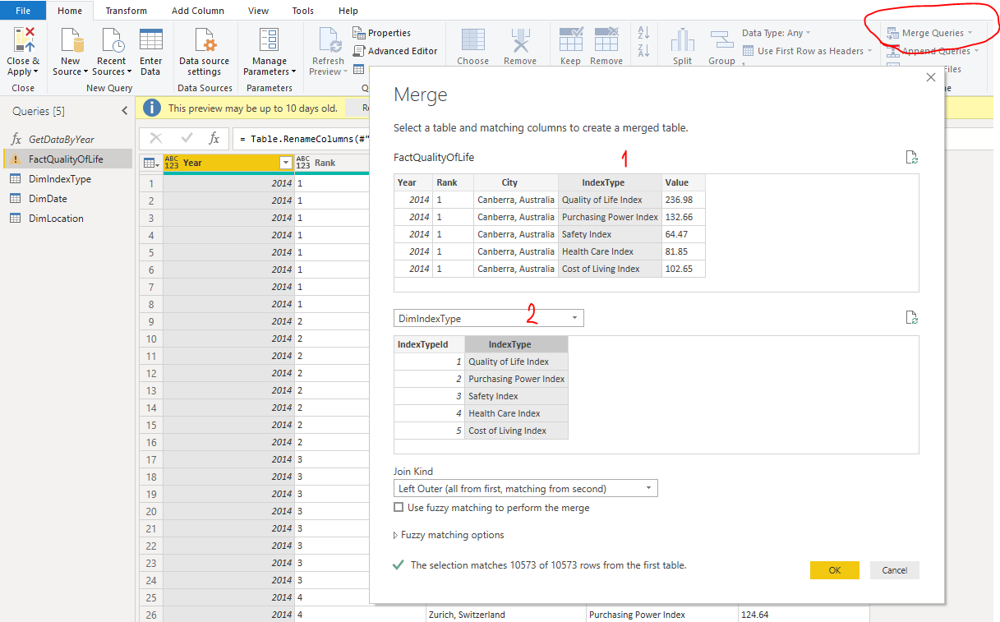 File Home Transform Add Column View Tools Help
Close & Apply New Source Recent Sources Enter Data Data source settings Manage Parameters Refresh Preview Properties Advanced Editor Choose Remove Keep Remove A Z Z A Split Group Data Type: Any Use First Row as Headers Merge Queries Append Queries Files
Close New Query Data Sources Parameters
Queries [5]
This preview may be up to 10 days old.
GetDataByYear
FactQualityOfLife
DimIndexType
DimDate
DimLocation
fx = Table.RenameColumns(#"
ABC 123 Year ABC 123 Rank
1 2014 1
2 2014 1
3 2014 1
4 2014 1
5 2014 1
6 2014 1
7 2014 1
8 2014 1
9 2014 2
10 2014 2
11 2014 2
12 2014 2
13 2014 2
14 2014 2
15 2014 2
16 2014 2
17 2014 3
18 2014 3
19 2014 3
20 2014 3
21 2014 3
22 2014 3
23 2014 3
24 2014 3
25 2014 4
26 2014 4 Zurich, Switzerland Purchasing Power Index 124.64
Merge
Select a table and matching columns to create a merged table.
FactQualityOfLife
1
Year Rank City IndexType Value
2014 1 Canberra, Australia Quality of Life Index 236.98
2014 1 Canberra, Australia Purchasing Power Index 132.66
2014 1 Canberra, Australia Safety Index 64.47
2014 1 Canberra, Australia Health Care Index 81.85
2014 1 Canberra, Australia Cost of Living Index 102.65
DimIndexType 2
IndexTypeId IndexType
1 Quality of Life Index
2 Purchasing Power Index
3 Safety Index
4 Health Care Index
5 Cost of Living Index
Join Kind
Left Outer (all from first, matching from second)
Use fuzzy matching to perform the merge
Fuzzy matching options
The selection matches 10573 of 10573 rows from the first table.
OK Cancel